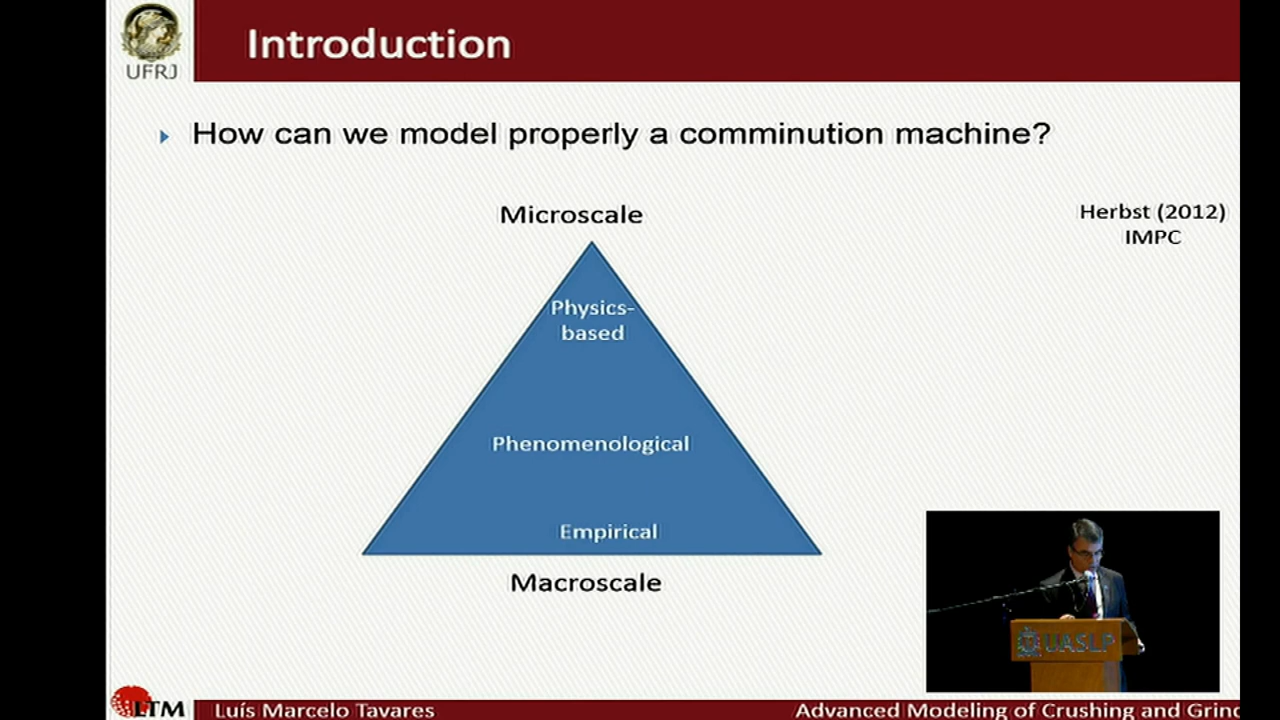 UFRJ
Introduction
How can we model properly a comminution machine?
Microscale
Herbst (2012)
IMPC
Physics-
based
Phenomenological
Empirical
Macroscale
UASLP
LTM
Luís Marcelo Tavares
Advanced Modeling of Crushing and Grind